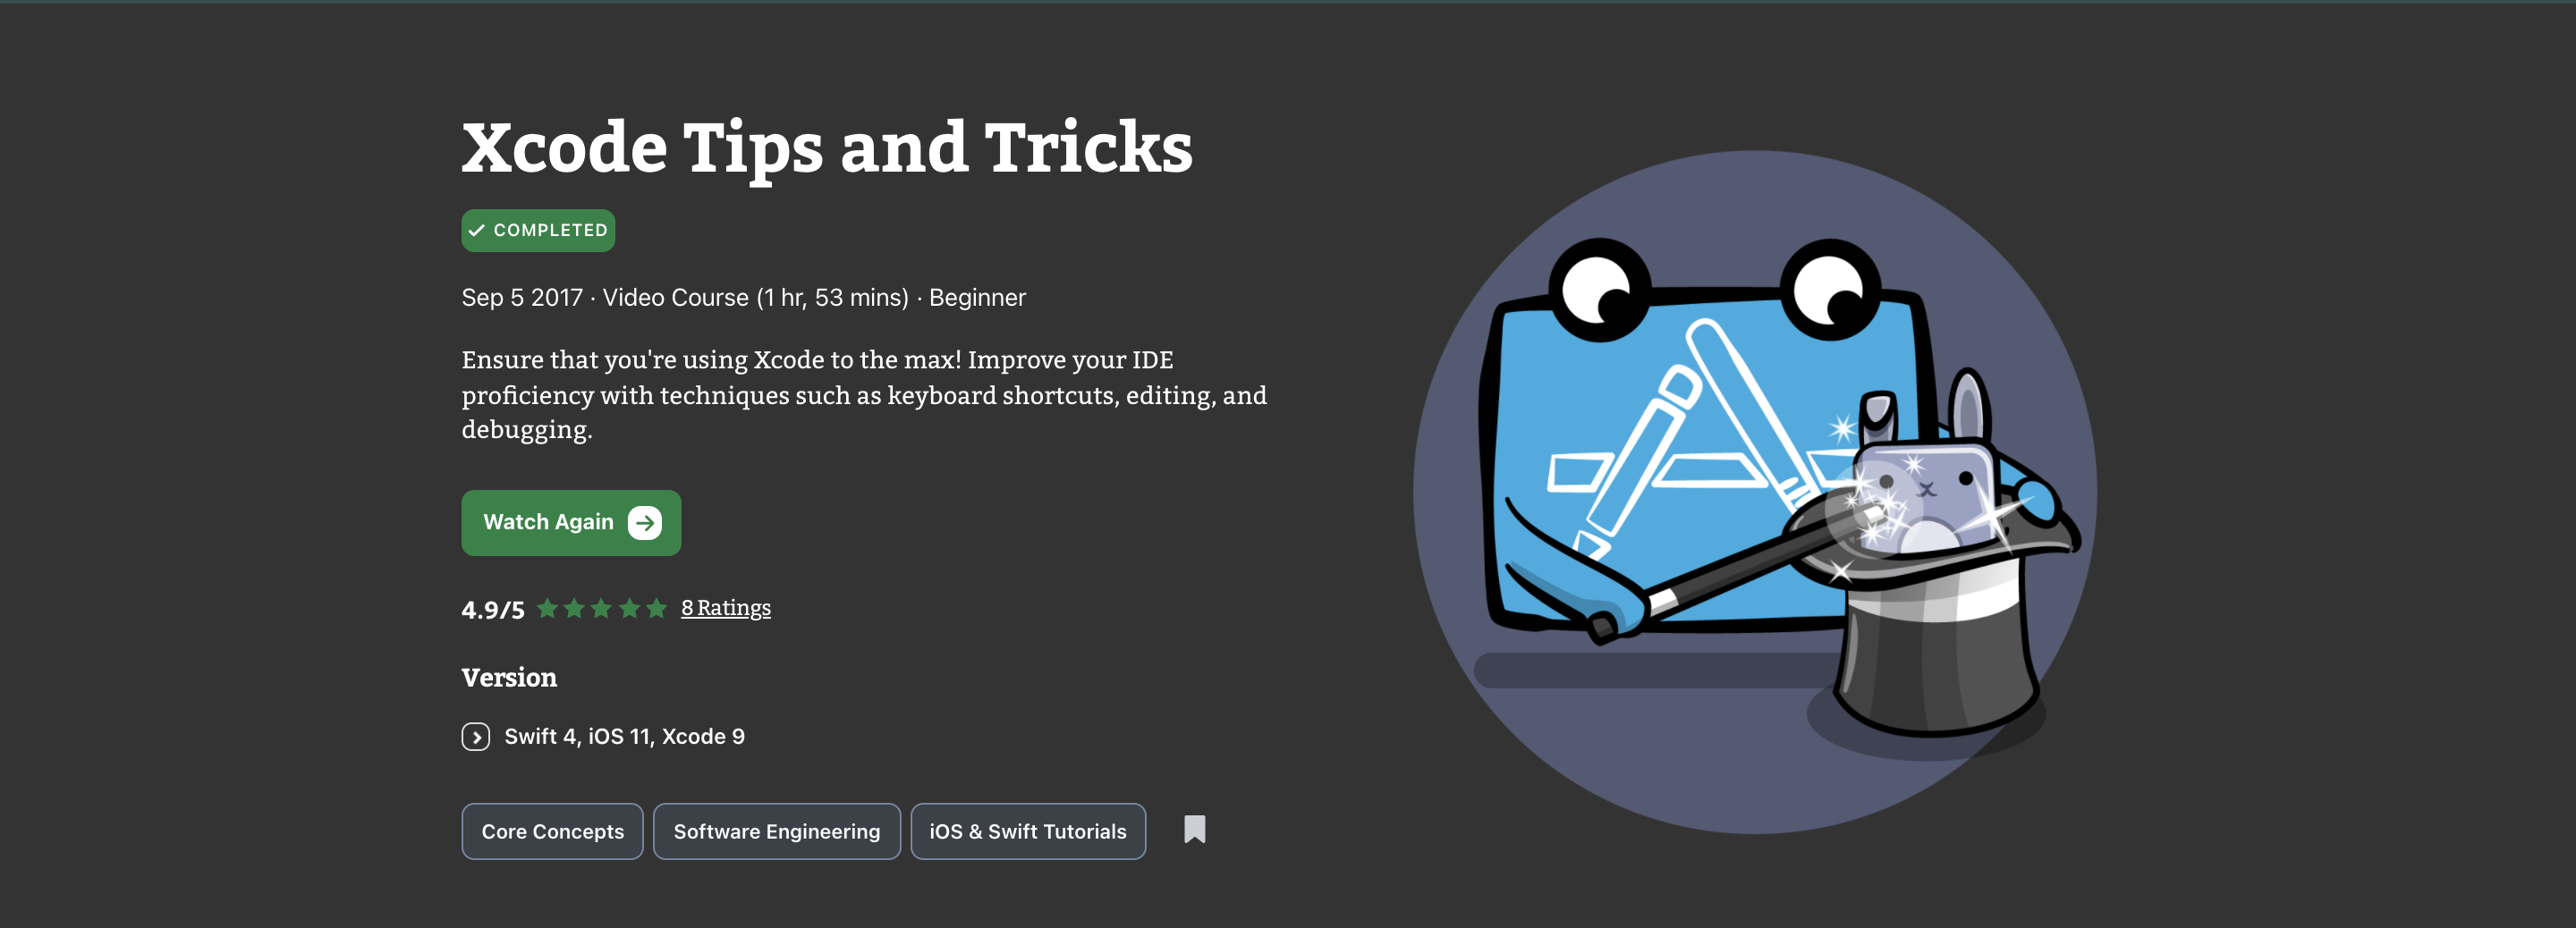 Xcode Tips and Tricks
COMPLETED
Sep 5 2017 · Video Course (1 hr, 53 mins) · Beginner
Ensure that you're using Xcode to the max! Improve your IDE
proficiency with techniques such as keyboard shortcuts, editing, and
debugging.
Watch Again
4.9/5 8 Ratings
Version
Swift 4, iOS 11, Xcode 9
Core Concepts Software Engineering iOS & Swift Tutorials